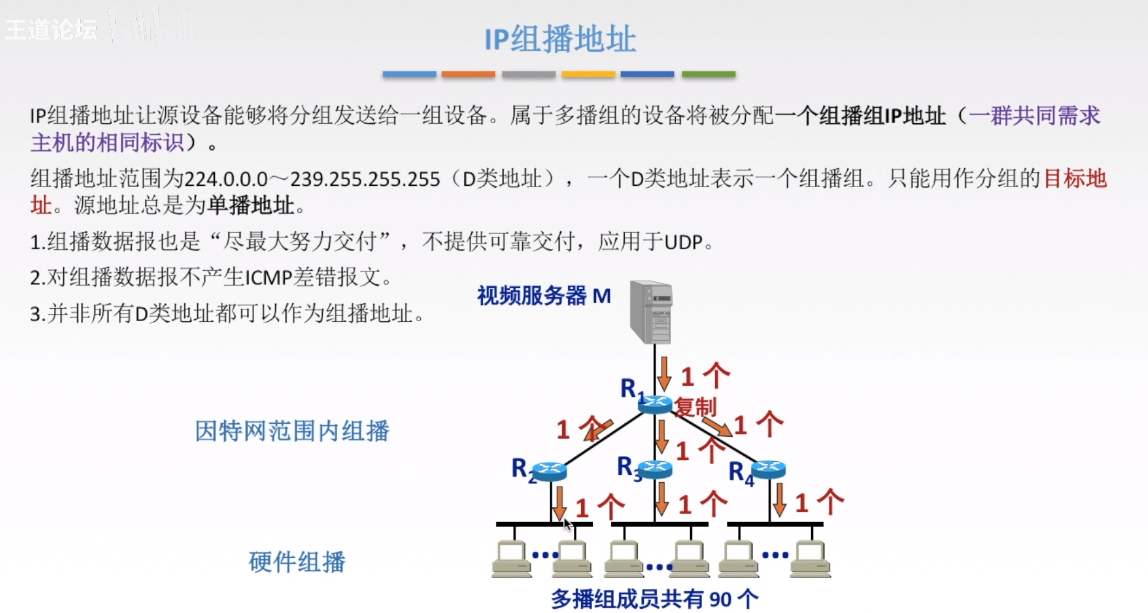 王道论坛
IP组播地址
IP组播地址让源设备能够将分组发送给一组设备。属于多播组的设备将被分配一个组播组IP地址（一群共同需求
主机的相同标识）。
组播地址范围为224.0.0.0～239.255.255.255（D类地址），一个D类地址表示一个组播组。只能用作分组的目标地
址。源地址总是为单播地址。
1.组播数据报也是“尽最大努力交付”，不提供可靠交付，应用于UDP。
2.对组播数据报不产生ICMP差错报文。
3.并非所有D类地址都可以作为组播地址。
视频服务器 M
1 个
R1
复制
1 个
1 个
1 个
因特网范围内组播
R2
R3
R4
1 个
1 个
1 个
硬件组播
多播组成员共有 90 个